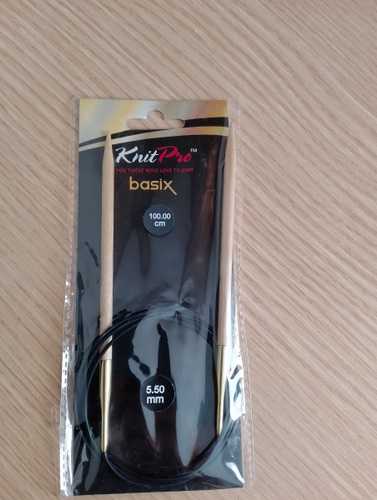 KnitPro™
FOR THOSE WHO LOVE TO KNIT
basix
100.00
cm
5.50
mm